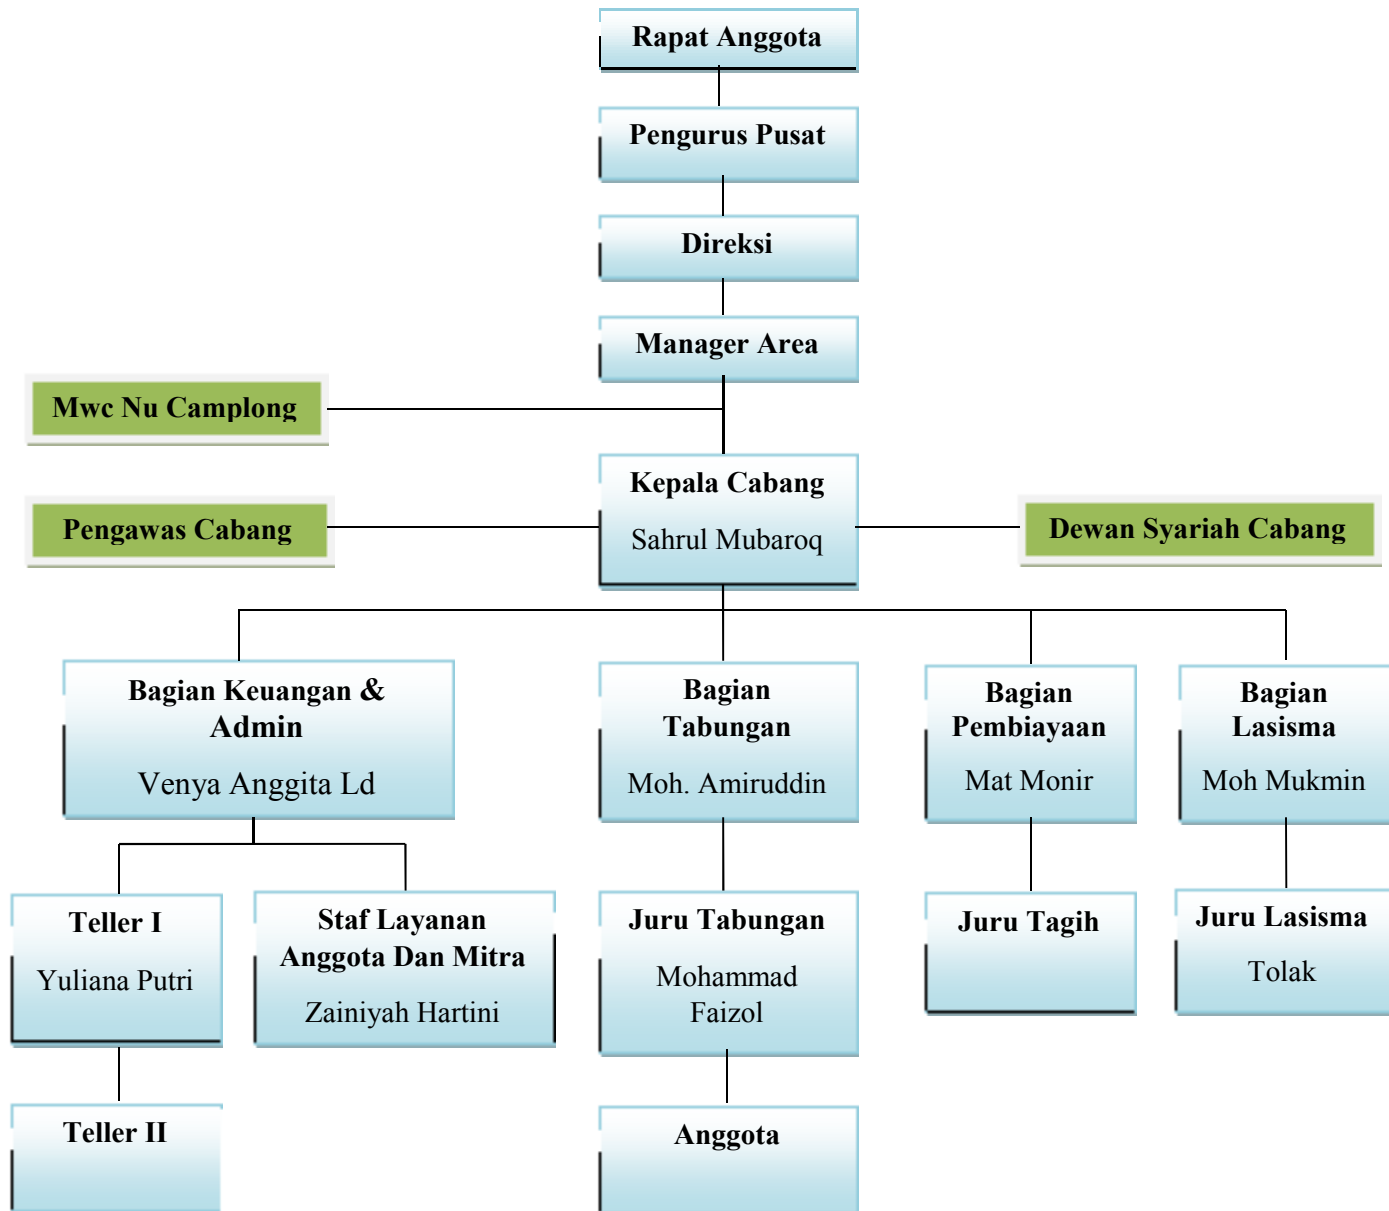 Rapat Anggota
Pengurus Pusat
Direksi
Manager Area
Mwc Nu Camplong
Kepala Cabang
Sahrul Mubaroq
Pengawas Cabang
Dewan Syariah Cabang
Bagian Keuangan &
Admin
Venya Anggita Ld
Bagian
Tabungan
Moh. Amiruddin
Bagian
Pembiayaan
Mat Monir
Bagian
Lasisma
Moh Mukmin
Teller I
Yuliana Putri
Staf Layanan
Anggota Dan Mitra
Zainiyah Hartini
Juru Tabungan
Mohammad
Faizol
Juru Tagih
Juru Lasisma
Tolak
Teller II
Anggota